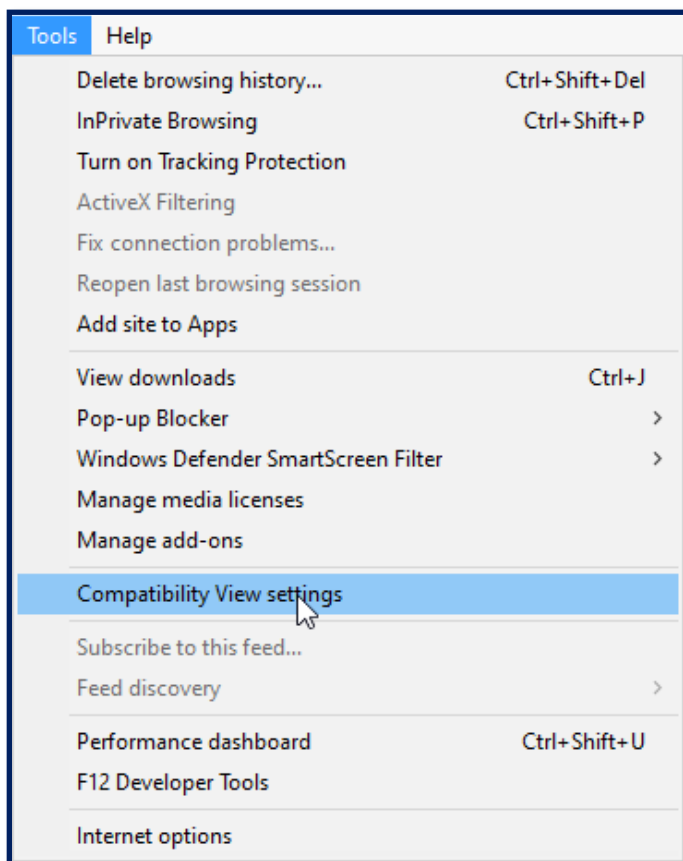 Tools Help
Delete browsing history... Ctrl+Shift+Del
InPrivate Browsing Ctrl+Shift+P
Turn on Tracking Protection
ActiveX Filtering
Fix connection problems...
Reopen last browsing session
Add site to Apps
View downloads Ctrl+J
Pop-up Blocker
Windows Defender SmartScreen Filter
Manage media licenses
Manage add-ons
Compatibility View settings
Subscribe to this feed...
Feed discovery
Performance dashboard Ctrl+Shift+U
F12 Developer Tools
Internet options